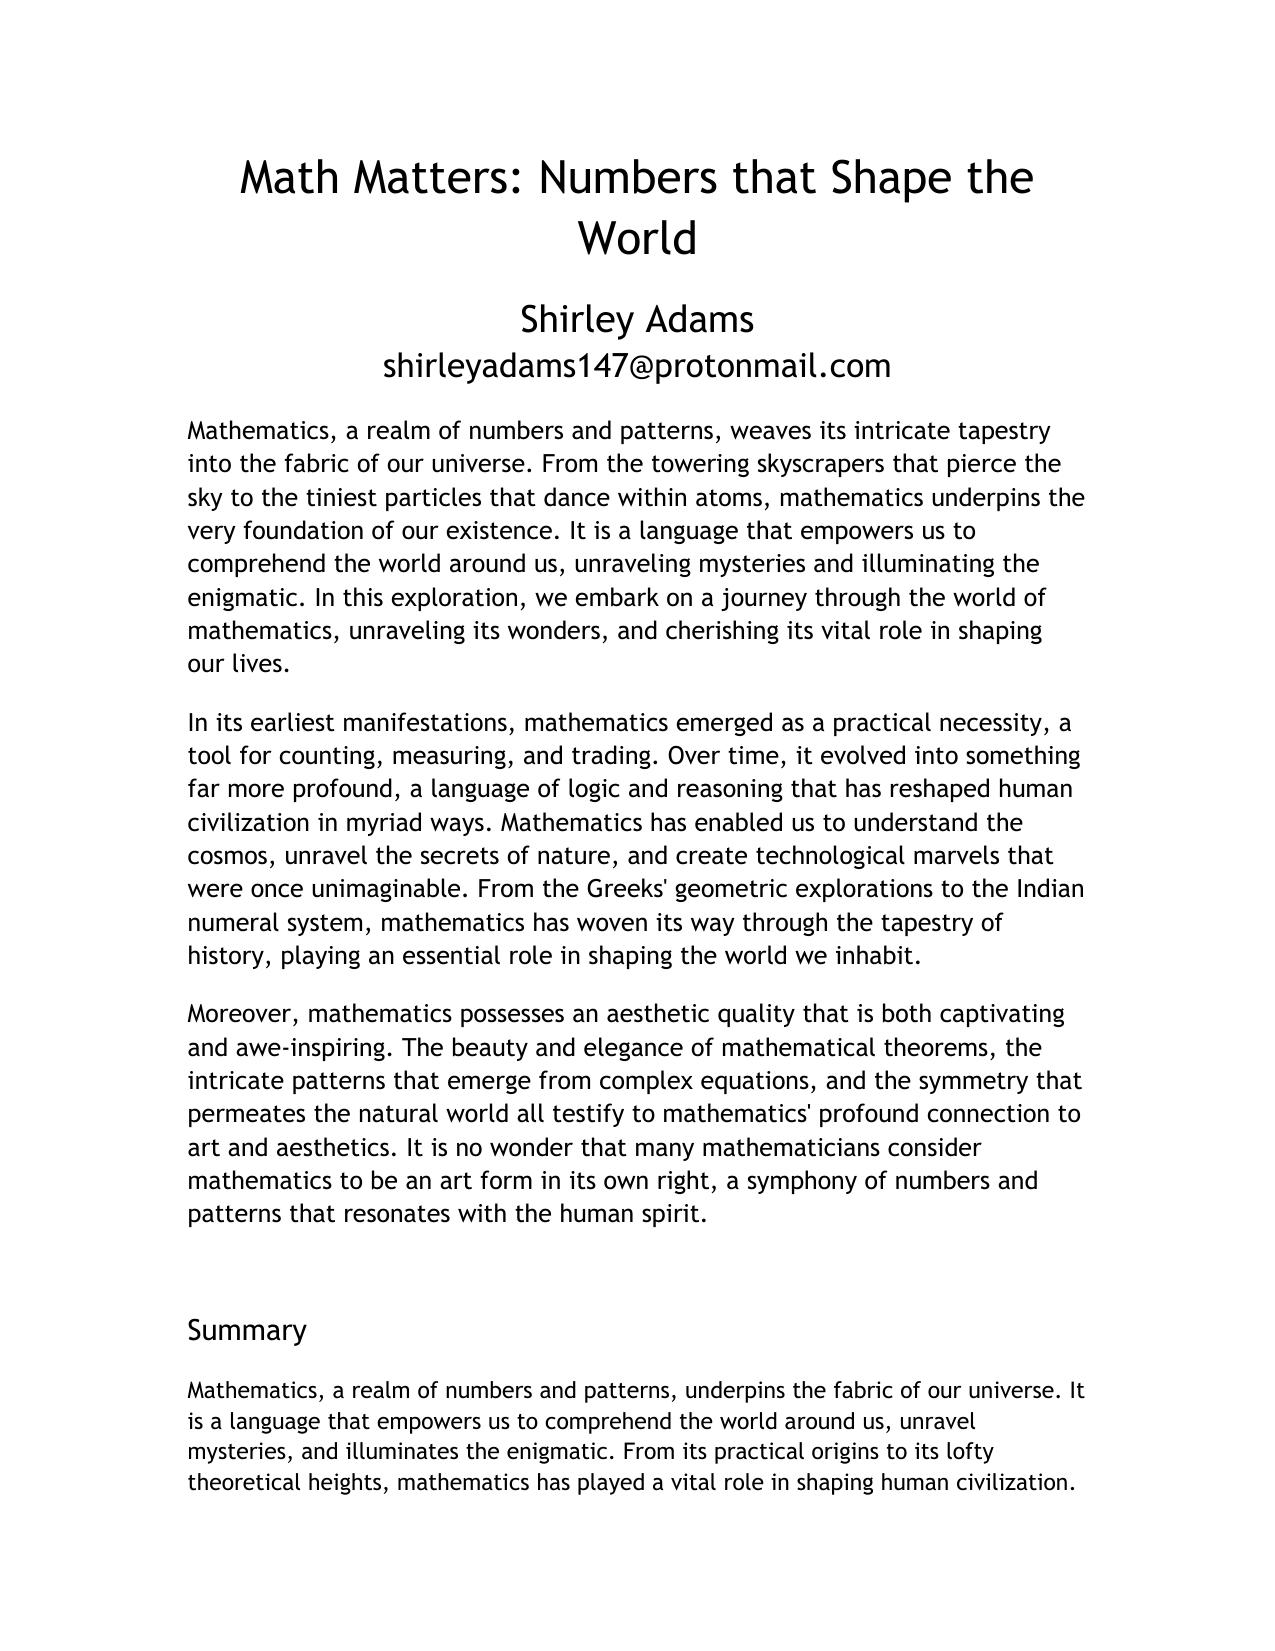 Math Matters: Numbers that Shape the
World
Shirley Adams
shirleyadams147@protonmail.com
Mathematics, a realm of numbers and patterns, weaves its intricate tapestry
into the fabric of our universe. From the towering skyscrapers that pierce the
sky to the tiniest particles that dance within atoms, mathematics underpins the
very foundation of our existence. It is a language that empowers us to
comprehend the world around us, unraveling mysteries and illuminating the
enigmatic. In this exploration, we embark on a journey through the world of
mathematics, unraveling its wonders, and cherishing its vital role in shaping
our lives.
In its earliest manifestations, mathematics emerged as a practical necessity, a
tool for counting, measuring, and trading. Over time, it evolved into something
far more profound, a language of logic and reasoning that has reshaped human
civilization in myriad ways. Mathematics has enabled us to understand the
cosmos, unravel the secrets of nature, and create technological marvels that
were once unimaginable. From the Greeks' geometric explorations to the Indian
numeral system, mathematics has woven its way through the tapestry of
history, playing an essential role in shaping the world we inhabit.
Moreover, mathematics possesses an aesthetic quality that is both captivating
and awe-inspiring. The beauty and elegance of mathematical theorems, the
intricate patterns that emerge from complex equations, and the symmetry that
permeates the natural world all testify to mathematics' profound connection to
art and aesthetics. It is no wonder that many mathematicians consider
mathematics to be an art form in its own right, a symphony of numbers and
patterns that resonates with the human spirit.
Summary
Mathematics, a realm of numbers and patterns, underpins the fabric of our universe. It
is a language that empowers us to comprehend the world around us, unravel
mysteries, and illuminates the enigmatic. From its practical origins to its lofty
theoretical heights, mathematics has played a vital role in shaping human civilization.